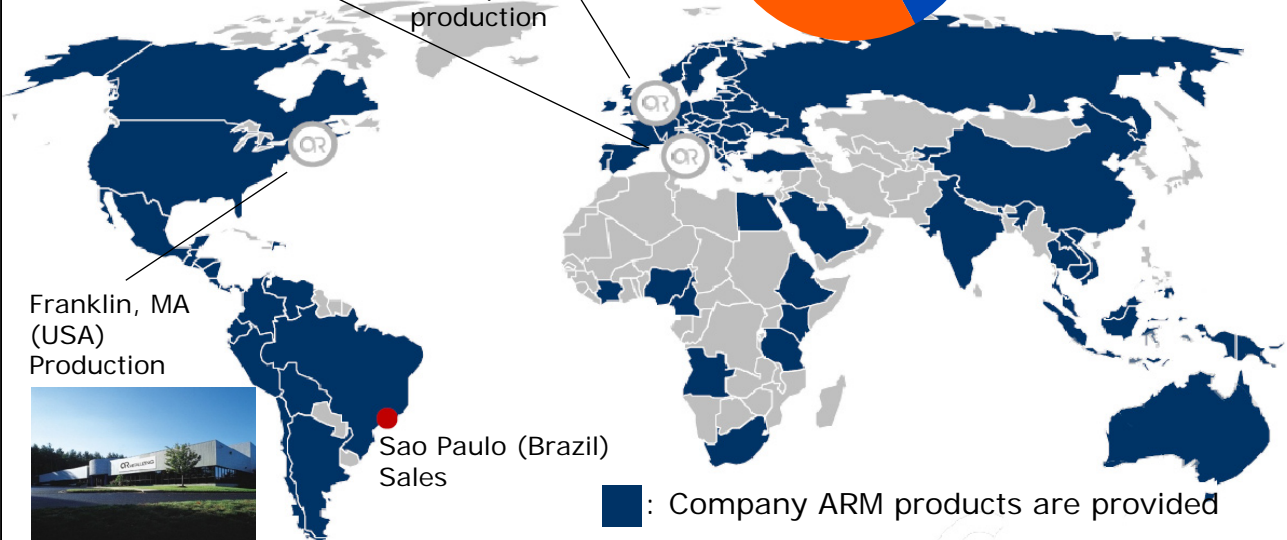 production
Franklin, MA
(USA)
Production
Sao Paulo (Brazil)
Sales
: Company ARM products are provided